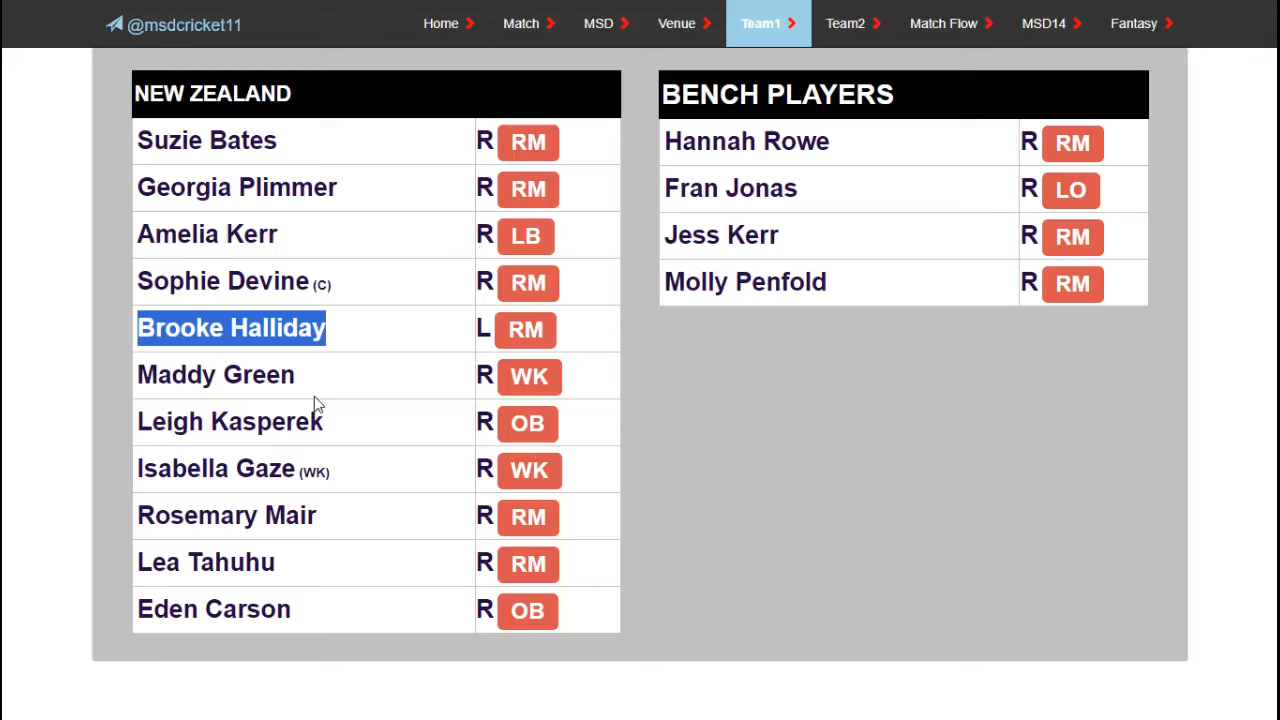 @msdcricket11 Home Match MSD Venue Team1 Team2 Match Flow MSD14 Fantasy
NEW ZEALAND
Suzie Bates R RM
Georgia Plimmer R RM
Amelia Kerr R LB
Sophie Devine (C) R RM
Brooke Halliday L RM
Maddy Green R WK
Leigh Kasperek R OB
Isabella Gaze (WK) R WK
Rosemary Mair R RM
Lea Tahuhu R RM
Eden Carson R OB
BENCH PLAYERS
Hannah Rowe R RM
Fran Jonas R LO
Jess Kerr R RM
Molly Penfold R RM